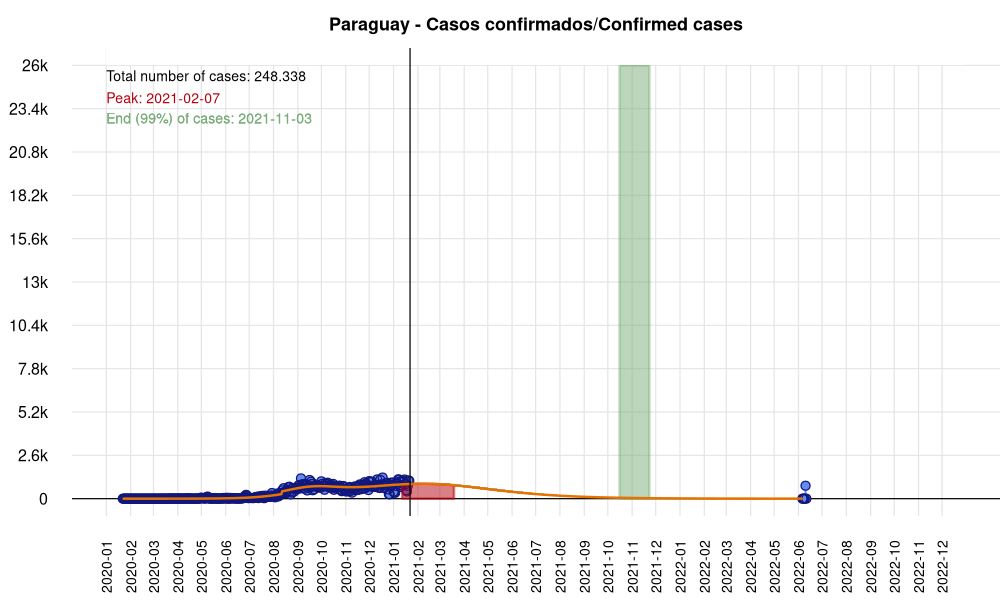 Paraguay - Casos confirmados/Confirmed cases
Total number of cases: 248.338
Peak: 2021-02-07
End (99%) of cases: 2021-11-03
26k
23.4k
20.8k
18.2k
15.6k
13k
10.4k
7.8k
5.2k
2.6k
0
2020-01
2020-02
2020-03
2020-04
2020-05
2020-06
2020-07
2020-08
2020-09
2020-10
2020-11
2020-12
2021-01
2021-02
2021-03
2021-04
2021-05
2021-06
2021-07
2021-08
2021-09
2021-10
2021-11
2021-12
2022-01
2022-02
2022-03
2022-04
2022-05
2022-06
2022-07
2022-08
2022-09
2022-10
2022-11
2022-12